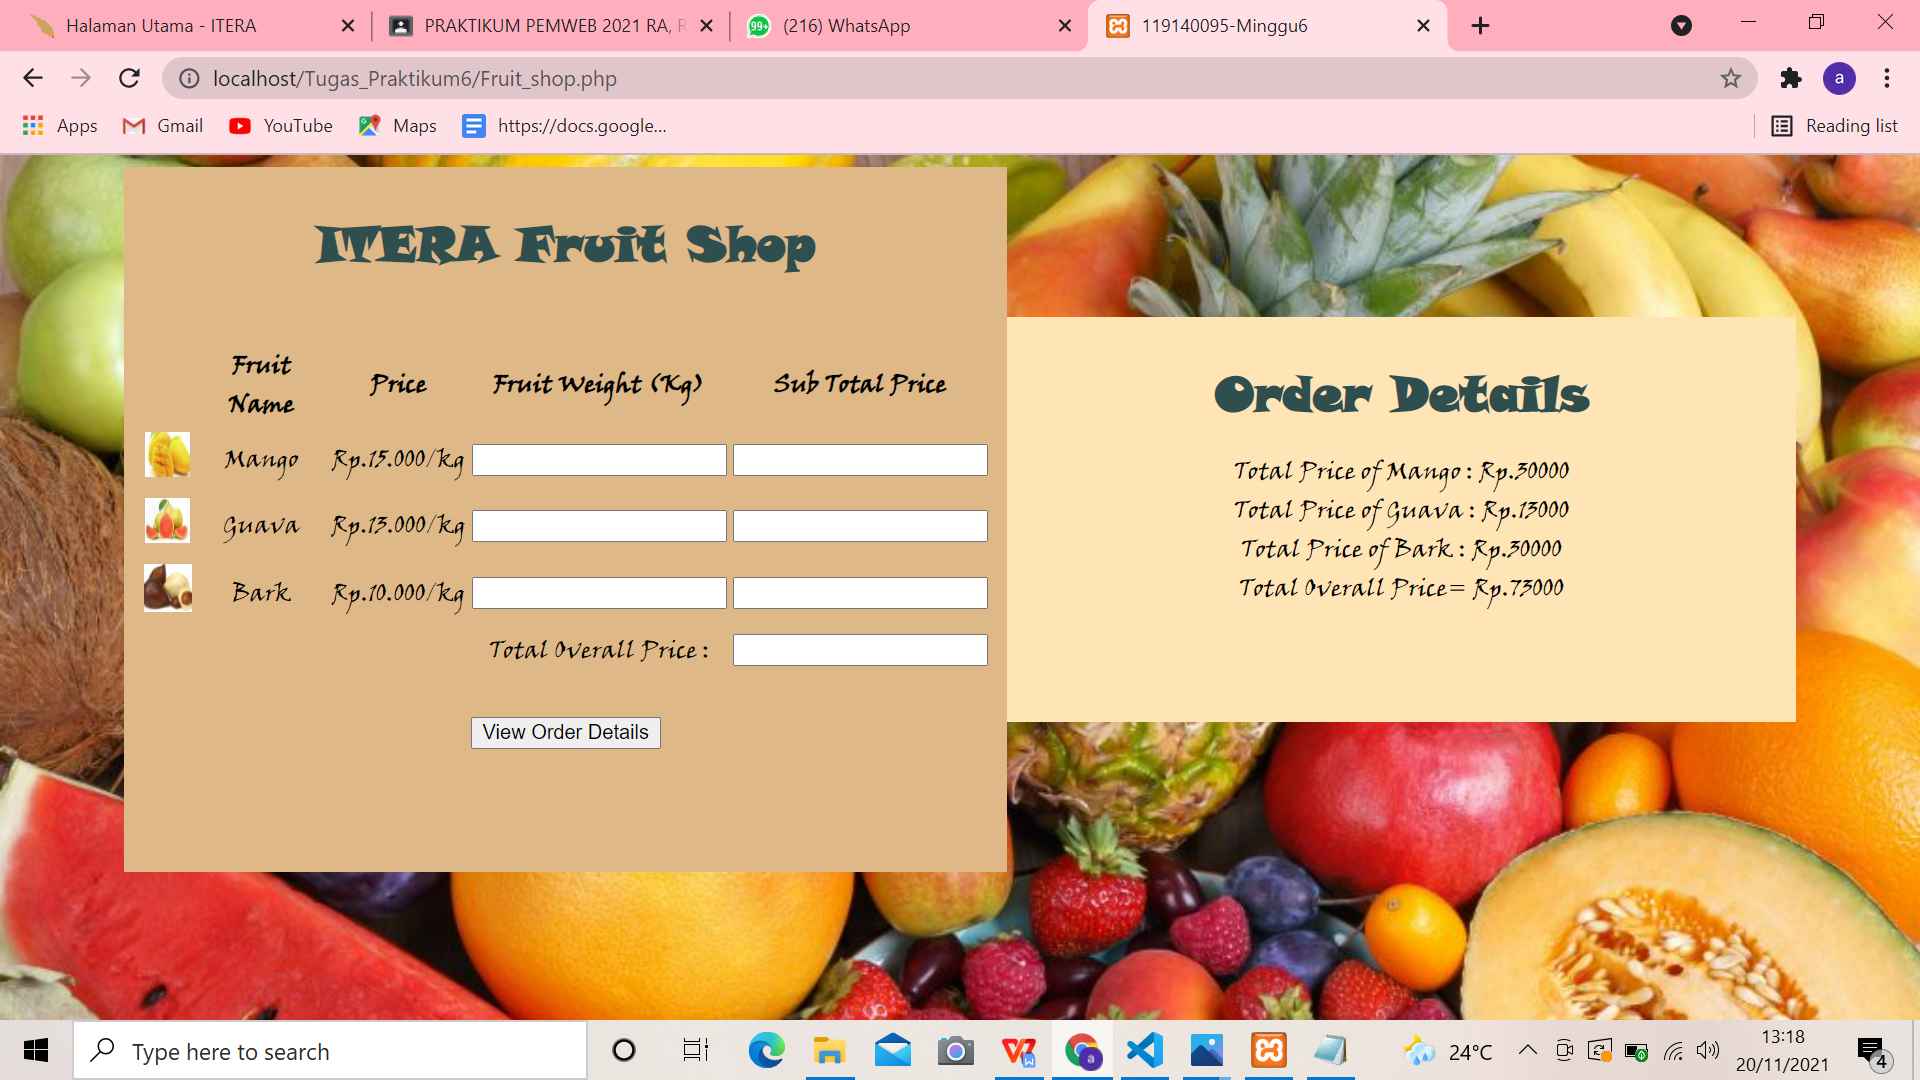 Halaman Utama - ITERA
PRAKTIKUM PEMWEB 2021 RA, R
99+
(216) WhatsApp
119140095-Minggu6
localhost/Tugas_Praktikum6/Fruit_shop.php
a
Apps
Gmail
YouTube
Maps
https://docs.google...
Reading list
ITERA Fruit Shop
Fruit Name
Price
Fruit Weight (Kg)
Sub Total Price
Mango
Rp.15.000/kg
Guava
Rp.13.000/kg
Bark
Rp.10.000/kg
Total Overall Price :
View Order Details
Order Details
Total Price of Mango : Rp.30000
Total Price of Guava : Rp.13000
Total Price of Bark : Rp.30000
Total Overall Price= Rp.73000
Type here to search
a
24°C
13:18
20/11/2021
4